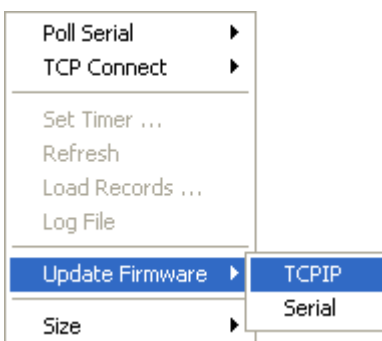 Poll Serial
TCP Connect
Set Timer ...
Refresh
Load Records ...
Log File
Update Firmware
TCPIP
Serial
Size